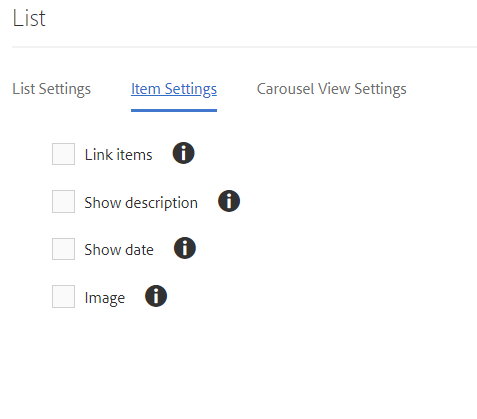 List
List Settings Item Settings Carousel View Settings
Link items
Show description
Show date
Image